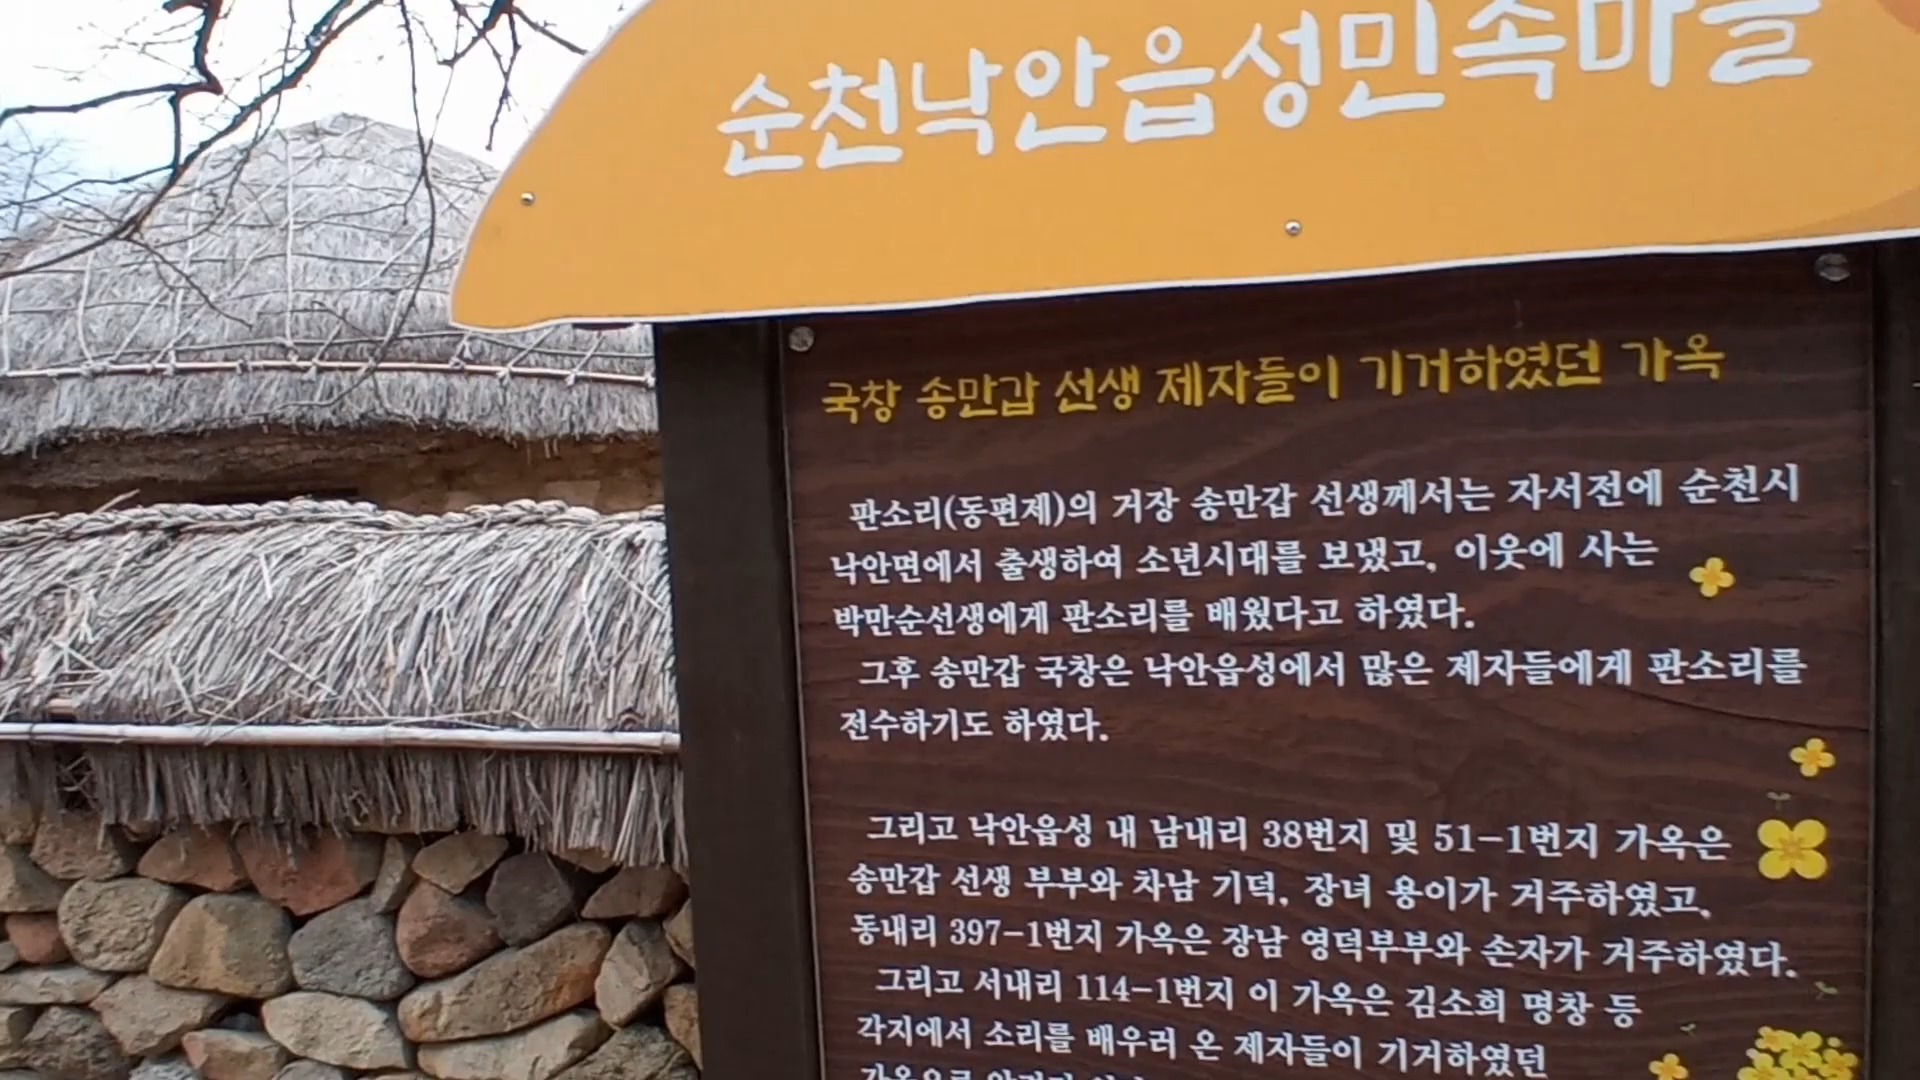 순천낙안읍성민속마을
국창 송만갑 선생 제자들이 기거하였던 가옥
판소리(동편제)의 거장 송만갑 선생께서는 자서전에 순천시
낙안면에서 출생하여 소년시대를 보냈고, 이웃에 사는
박만순선생에게 판소리를 배웠다고 하였다.
그후 송만갑 국창은 낙안읍성에서 많은 제자들에게 판소리를
전수하기도 하였다.
그리고 낙안읍성 내 남내리 38번지 및 51-1번지 가옥은
송만갑 선생 부부와 차남 기덕, 장녀 용이가 거주하였고,
동내리 397-1번지 가옥은 장남 영덕부부와 손자가 거주하였다.
그리고 서내리 114-1번지 이 가옥은 김소희 명창 등
각지에서 소리를 배우러 온 제자들이 기거하였던